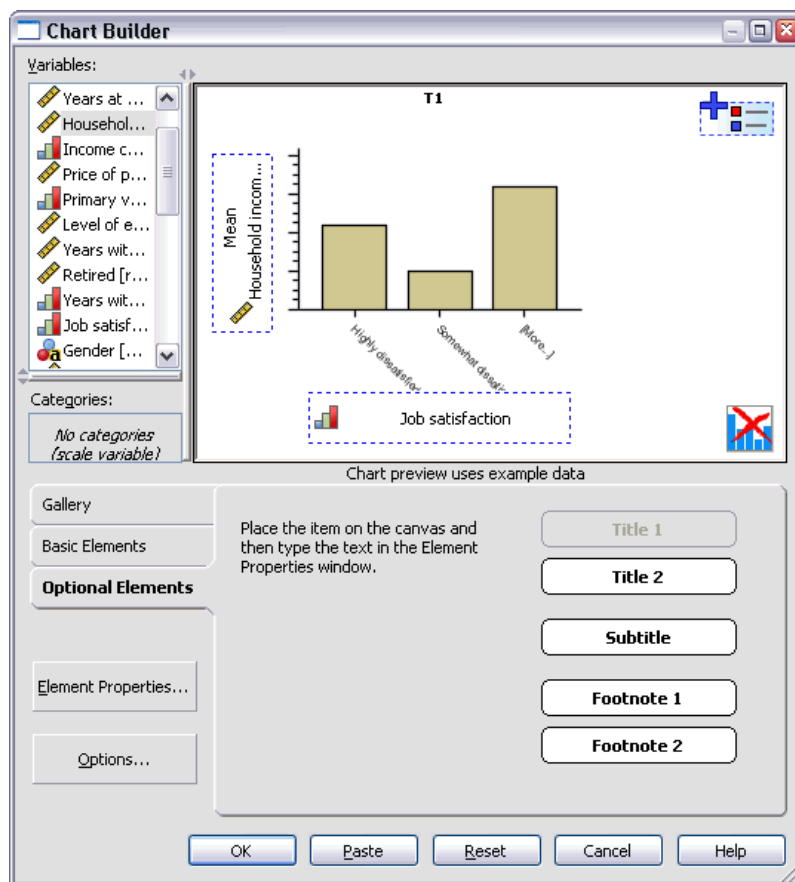 Chart Builder
Variables:
Years at ...
Househol...
Income c...
Price of p...
Primary v...
Level of e...
Years wit...
Retired [r...
Years wit...
Job satisf...
Gender [...
Categories:
No categories
(scale variable)
T1
Mean
Household incom...
Highly dissatisfied
Somewhat dissati
[More...]
Job satisfaction
Chart preview uses example data
Gallery
Basic Elements
Optional Elements
Place the item on the canvas and
then type the text in the Element
Properties window.
Title 1
Title 2
Subtitle
Footnote 1
Footnote 2
Element Properties...
Options...
OK
Paste
Reset
Cancel
Help